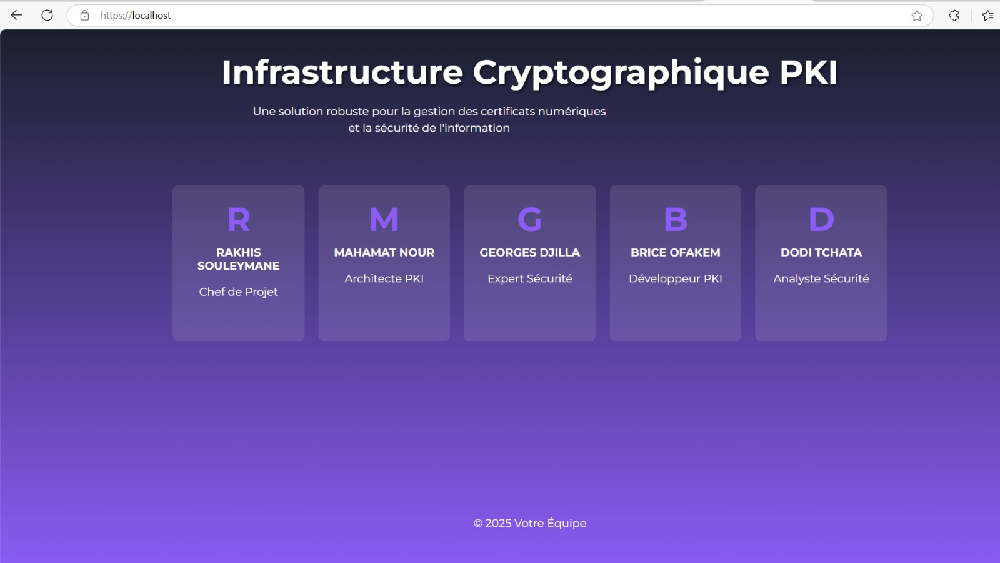 https://localhost
Infrastructure Cryptographique PKI
Une solution robuste pour la gestion des certificats numériques
et la sécurité de l'information
R
RAKHIS
SOULEYMANE
Chef de Projet
M
MAHAMAT NOUR
Architecte PKI
G
GEORGES DJILLA
Expert Sécurité
B
BRICE OFAKEM
Développeur PKI
D
DODI TCHATA
Analyste Sécurité
© 2025 Votre Équipe